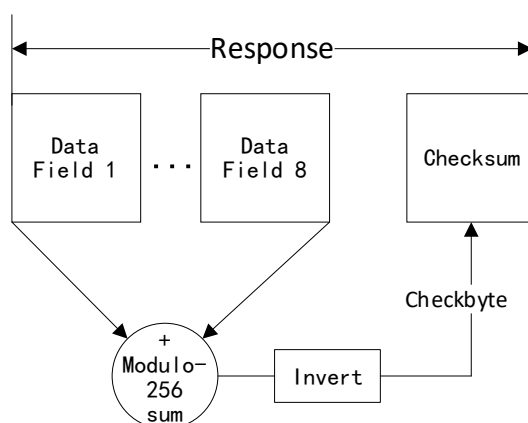 Response
Data
Field 1
...
Data
Field 8
Checksum
Checkbyte
+
Modulo-
256
sum
Invert